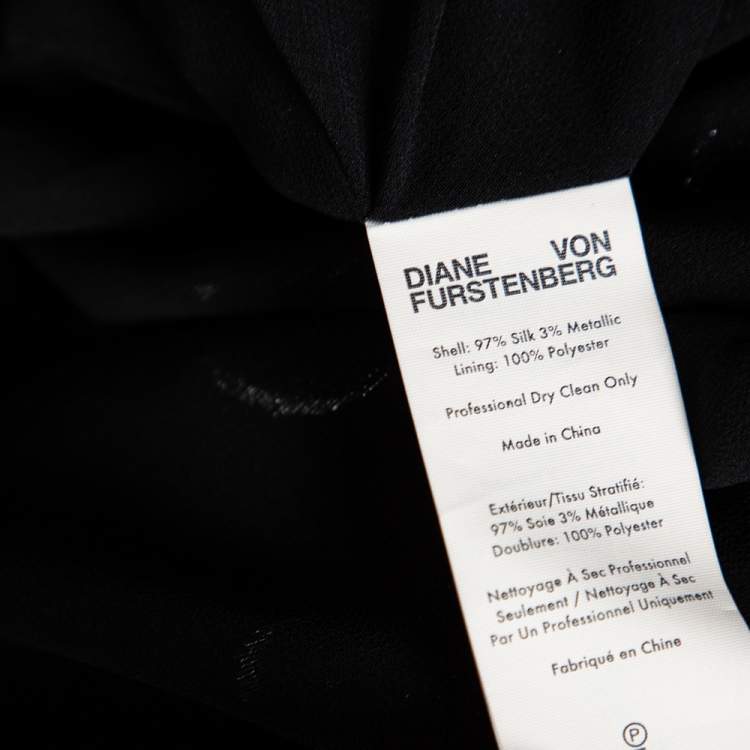 DIANE VON
FURSTENBERG
Shell: 97% Silk 3% Metallic
Lining: 100% Polyester
Professional Dry Clean Only
Made in China
Extérieur/Tissu Stratifié:
97% Soie 3% Métallique
Doublure: 100% Polyester
Nettoyage À Sec Professionnel
Seulement / Nettoyage À Sec
Par Un Professionnel Uniquement
Fabriqué en Chine
P